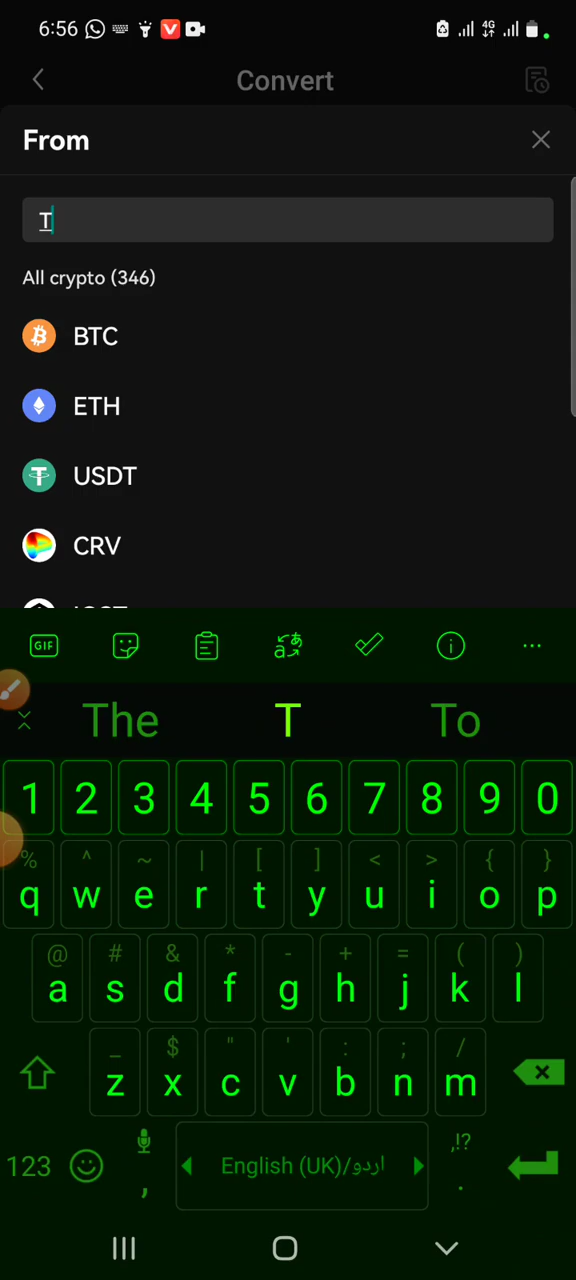 6:56 4G
Convert
From
T
All crypto (346)
BTC
ETH
USDT
CRV
GIF
The T To
1 2 3 4 5 6 7 8 9 0
% ^ ~ | [ ] < > { }
q w e r t y u i o p
@ # & * - + = ( )
a s d f g h j k l
_ $ " ' : ; /
z x c v b n m
123 , English (UK)/اردو ,!? .